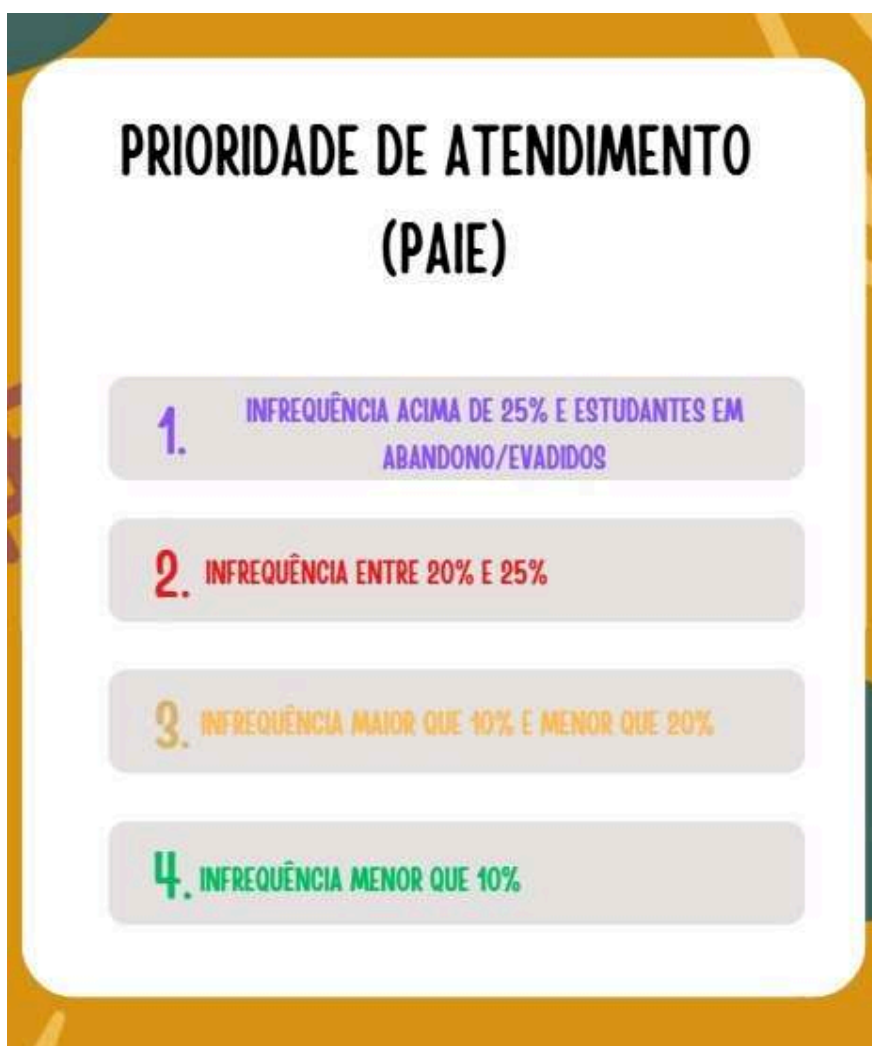 PRIORIDADE DE ATENDIMENTO
(PAIE)
1. INFREQUÊNCIA ACIMA DE 25% E ESTUDANTES EM
ABANDONO/EVADIDOS
2. INFREQUÊNCIA ENTRE 20% E 25%
3. INFREQUÊNCIA MAIOR QUE 10% E MENOR QUE 20%
4. INFREQUÊNCIA MENOR QUE 10%